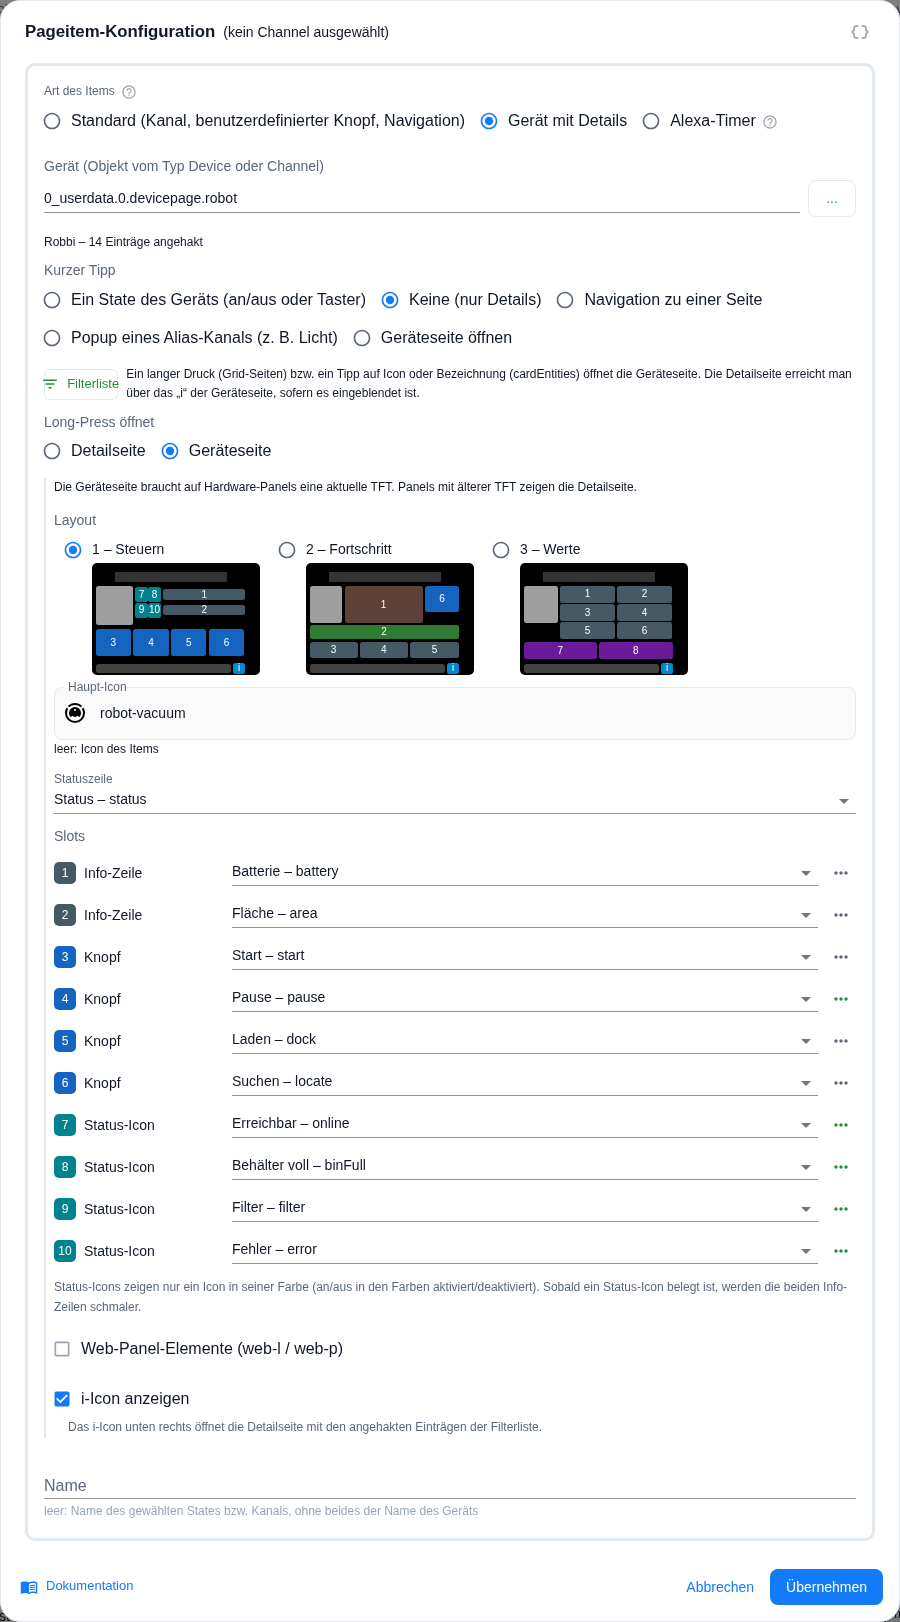 Pageitem-Konfiguration (kein Channel ausgewählt)
Art des Items
Standard (Kanal, benutzerdefinierter Knopf, Navigation) Gerät mit Details Alexa-Timer
Gerät (Objekt vom Typ Device oder Channel)
0_userdata.0.devicepage.robot ...
Robbi – 14 Einträge angehakt
Kurzer Tipp
Ein State des Geräts (an/aus oder Taster) Keine (nur Details) Navigation zu einer Seite
Popup eines Alias-Kanals (z. B. Licht) Geräteseite öffnen
Filterliste
Ein langer Druck (Grid-Seiten) bzw. ein Tipp auf Icon oder Bezeichnung (cardEntities) öffnet die Geräteseite. Die Detailseite erreicht man
über das „i“ der Geräteseite, sofern es eingeblendet ist.
Long-Press öffnet
Detailseite Geräteseite
Die Geräteseite braucht auf Hardware-Panels eine aktuelle TFT. Panels mit älterer TFT zeigen die Detailseite.
Layout
1 – Steuern 2 – Fortschritt 3 – Werte
7 8 1
9 10 2
3 4 5 6
i
1 6
2
3 4 5
i
1 2
3 4
5 6
7 8
i
Haupt-Icon
robot-vacuum
leer: Icon des Items
Statuszeile
Status – status
Slots
1 Info-Zeile Batterie – battery
2 Info-Zeile Fläche – area
3 Knopf Start – start
4 Knopf Pause – pause
5 Knopf Laden – dock
6 Knopf Suchen – locate
7 Status-Icon Erreichbar – online
8 Status-Icon Behälter voll – binFull
9 Status-Icon Filter – filter
10 Status-Icon Fehler – error
Status-Icons zeigen nur ein Icon in seiner Farbe (an/aus in den Farben aktiviert/deaktiviert). Sobald ein Status-Icon belegt ist, werden die beiden Info-
Zeilen schmaler.
Web-Panel-Elemente (web-l / web-p)
i-Icon anzeigen
Das i-Icon unten rechts öffnet die Detailseite mit den angehakten Einträgen der Filterliste.
Name
leer: Name des gewählten States bzw. Kanals, ohne beides der Name des Geräts
Dokumentation Abbrechen Übernehmen